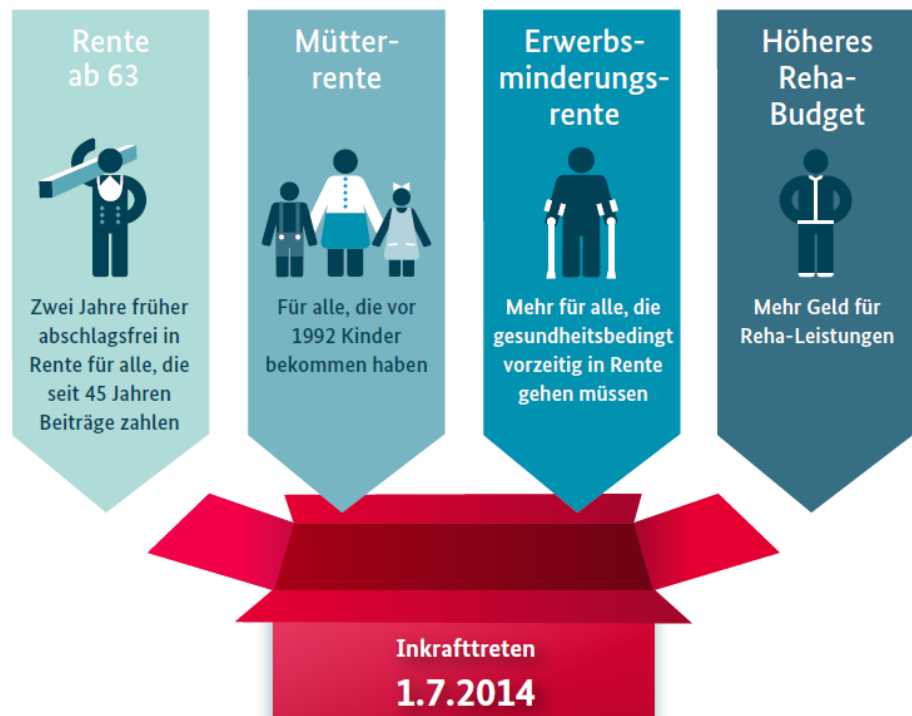 Rente
ab 63
Zwei Jahre früher
abschlagsfrei in
Rente für alle, die
seit 45 Jahren
Beiträge zahlen
Mütter-
rente
Für alle, die vor
1992 Kinder
bekommen haben
Erwerbs-
minderungs-
rente
Mehr für alle, die
gesundheitsbedingt
vorzeitig in Rente
gehen müssen
Höheres
Reha-
Budget
Mehr Geld für
Reha-Leistungen
Inkrafttreten
1.7.2014